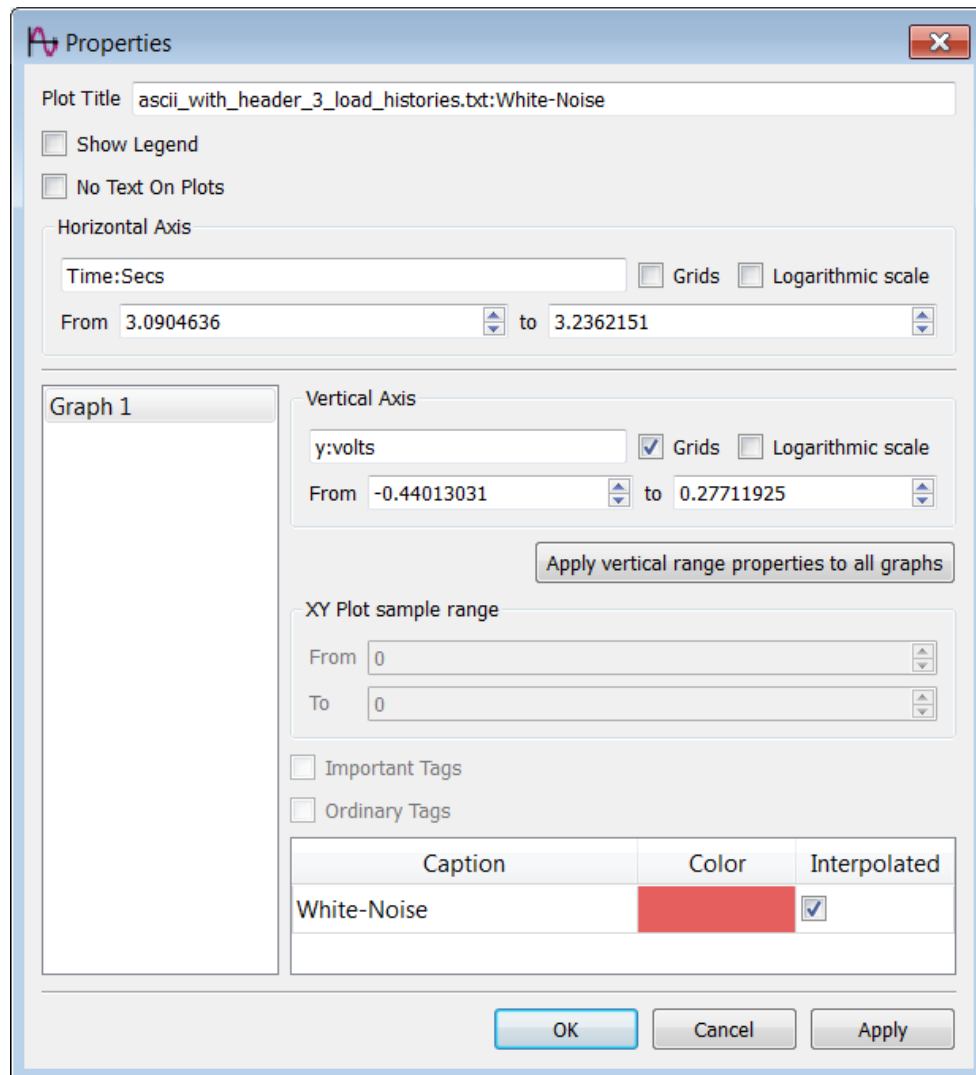 Properties
Plot Title ascii_with_header_3_load_histories.txt:White-Noise
Show Legend
No Text On Plots
Horizontal Axis
Time:Secs Grids Logarithmic scale
From 3.0904636 to 3.2362151
Graph 1
Vertical Axis
y:volts Grids Logarithmic scale
From -0.44013031 to 0.27711925
Apply vertical range properties to all graphs
XY Plot sample range
From 0
To 0
Important Tags
Ordinary Tags
Caption Color Interpolated
White-Noise
OK Cancel Apply